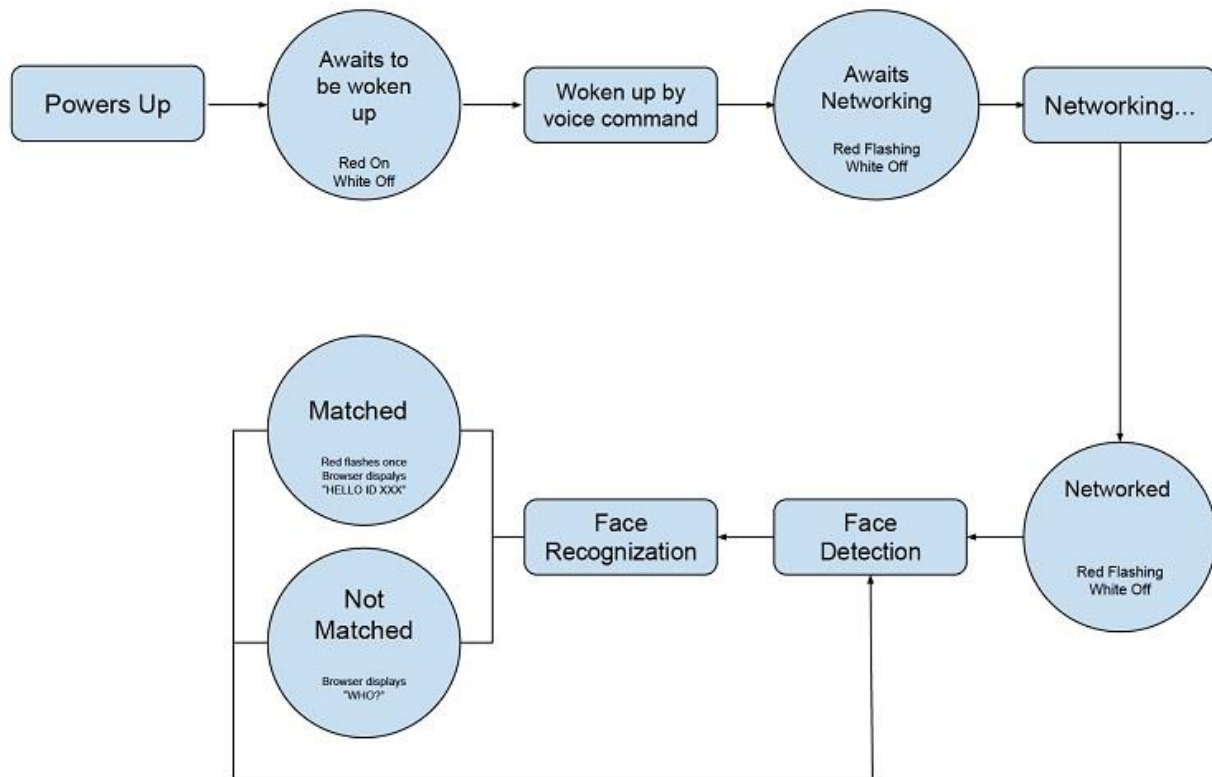 Powers Up
Awaits to
be woken
up
Red On
White Off
Woken up by
voice command
Awaits
Networking
Red Flashing
White Off
Networking...
Networked
Red Flashing
White Off
Face
Detection
Face
Recognization
Matched
Red flashes once
Browser dispalys
"HELLO ID XXX"
Not
Matched
Browser displays
"WHO?"